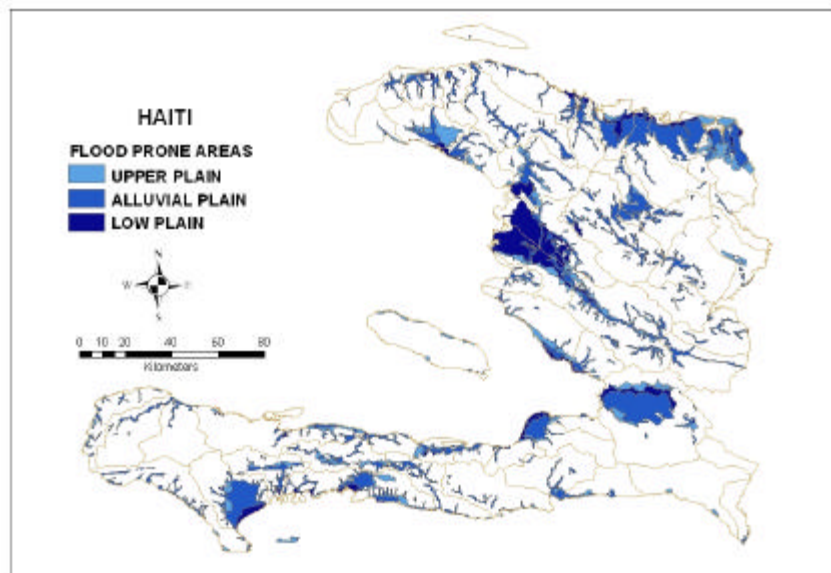 HAITI
FLOOD PRONE AREAS
UPPER PLAIN
ALLUVIAL PLAIN
LOW PLAIN
N
W E
S
0 10 20 40 60 80
Kilometers